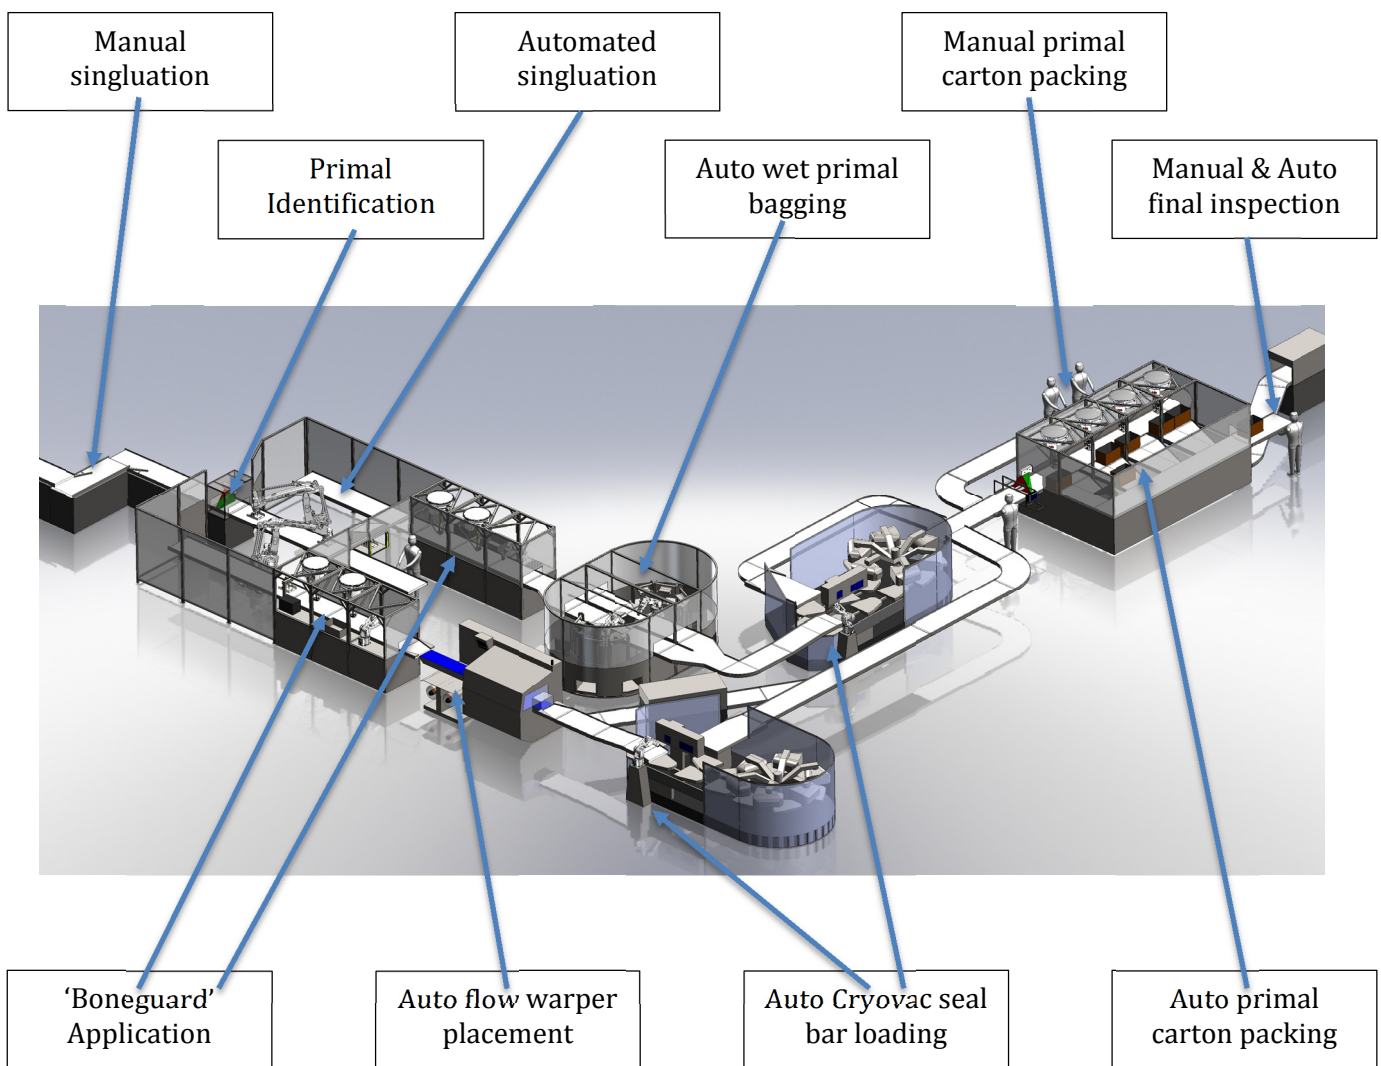 Manual
singluation
Automated
singluation
Manual primal
carton packing
Primal
Identification
Auto wet primal
bagging
Manual & Auto
final inspection
‘Boneguard’
Application
Auto flow warper
placement
Auto Cryovac seal
bar loading
Auto primal
carton packing